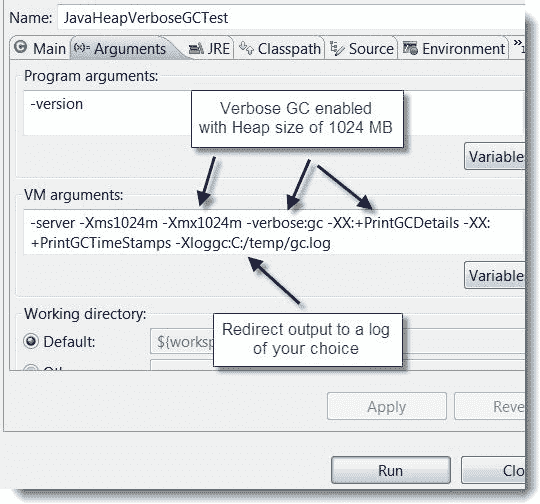 Name: JavaHeapVerboseGCTest
Main (x)= Arguments JRE Classpath Source Environment »
Program arguments:
-version
Verbose GC enabled
with Heap size of 1024 MB
Variable
VM arguments:
-server -Xms1024m -Xmx1024m -verbose:gc -XX:+PrintGCDetails -XX:
+PrintGCTimeStamps -Xloggc:C:/temp/gc.log
Variable
Working directory:
Default: ${worksp
Redirect output to a log
of your choice
Apply Reve
Run Clo